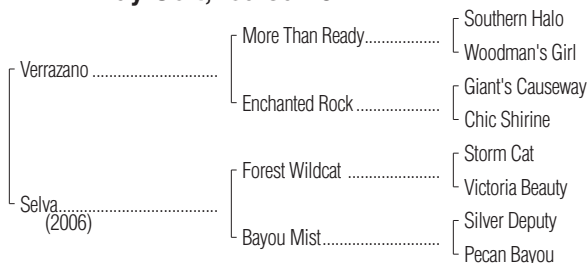 Southern Halo
More Than Ready
Woodman's Girl
Verrazano
Giant's Causeway
Enchanted Rock
Chic Shirine
Storm Cat
Forest Wildcat
Victoria Beauty
Selva
(2006)
Silver Deputy
Bayou Mist
Pecan Bayou